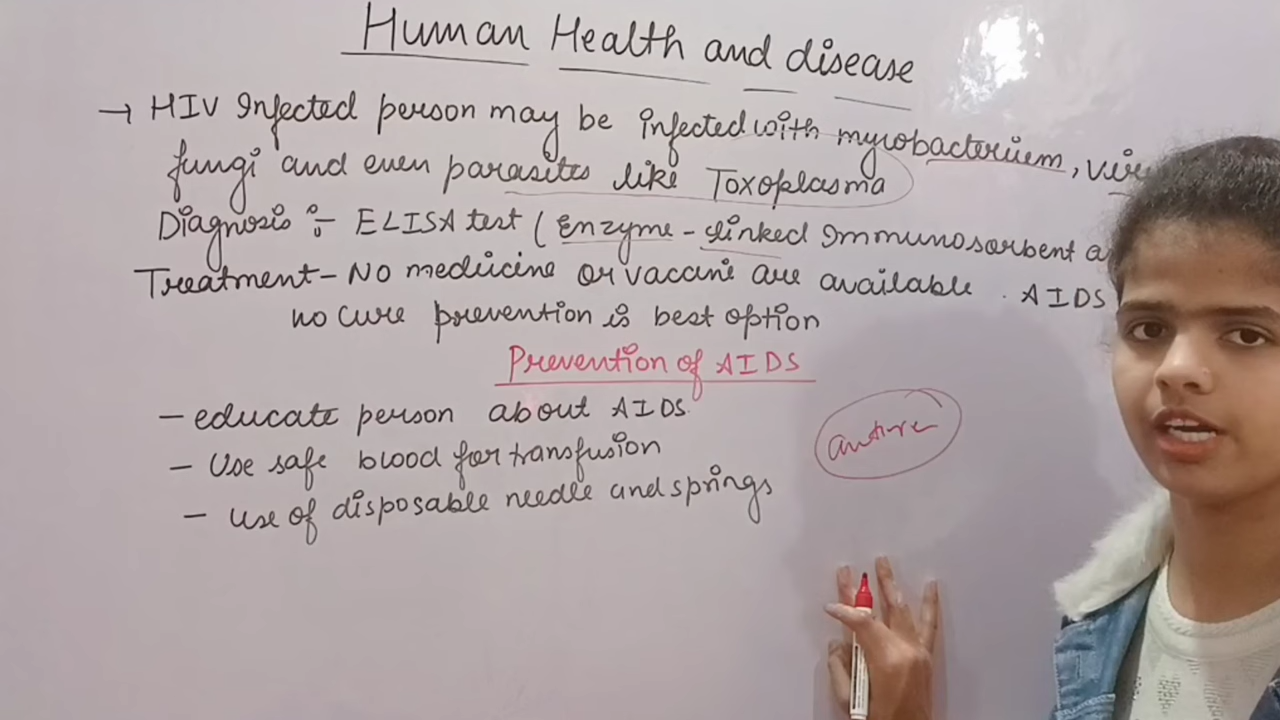 Human Health and disease
→ HIV Infected person may be infected with mycobacterium, vir
fungi and even parasites like Toxoplasma
Diagnosis :- ELISA test ( Enzyme - linked Immunosorbent a
Treatment - No medicine or vaccine are available . AIDS
no cure prevention is best option
Prevention of AIDS
- educate person about AIDS.
- Use safe blood for transfusion
- use of disposable needle and springs